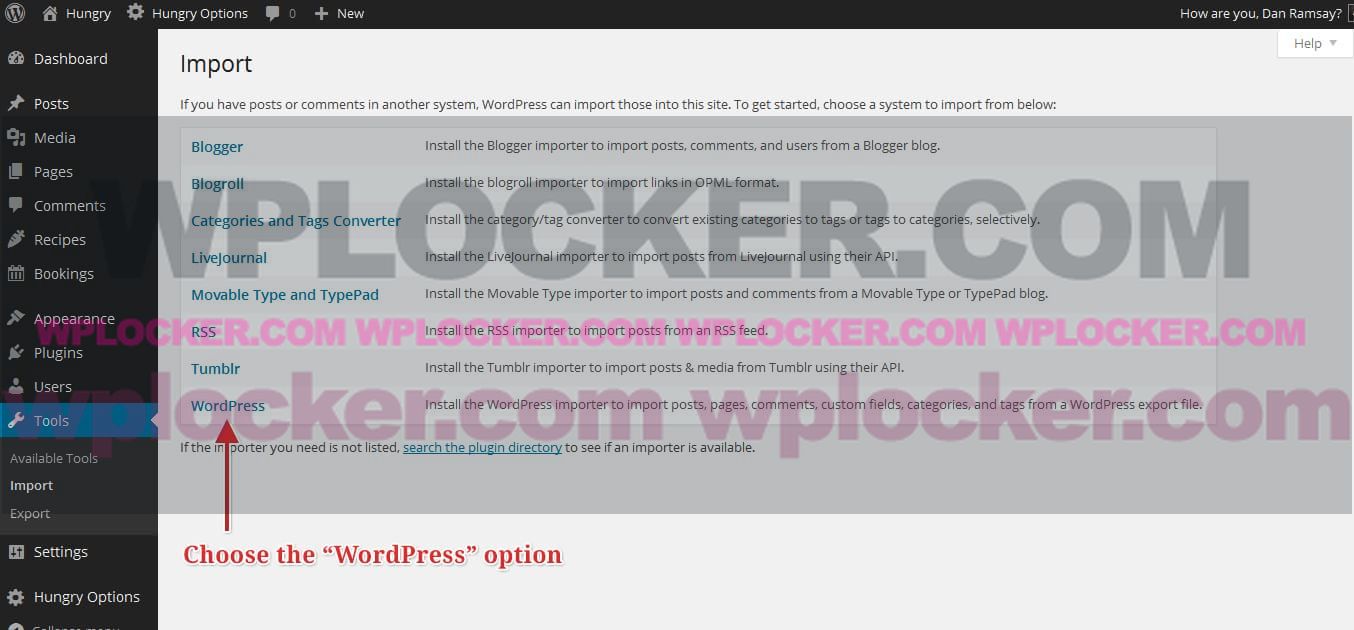 Hungry Hungry Options 0 New How are you, Dan Ramsay?
Help
Dashboard
Posts
Media
Pages
Comments
Recipes
Bookings
Appearance
Plugins
Users
Tools
Available Tools
Import
Export
Settings
Hungry Options
Collapse menu
Import
If you have posts or comments in another system, WordPress can import those into this site. To get started, choose a system to import from below:
Blogger Install the Blogger importer to import posts, comments, and users from a Blogger blog.
Blogroll Install the blogroll importer to import links in OPML format.
Categories and Tags Converter Install the category/tag converter to convert existing categories to tags or tags to categories, selectively.
LiveJournal Install the LiveJournal importer to import posts from LiveJournal using their API.
Movable Type and TypePad Install the Movable Type importer to import posts and comments from a Movable Type or TypePad blog.
RSS Install the RSS importer to import posts from an RSS feed.
Tumblr Install the Tumblr importer to import posts & media from Tumblr using their API.
WordPress Install the WordPress importer to import posts, pages, comments, custom fields, categories, and tags from a WordPress export file.
If the importer you need is not listed, search the plugin directory to see if an importer is available.
Choose the “WordPress” option
WPLOCKER.COM
WPLOCKER.COM WPLOCKER.COM WPLOCKER.COM WPLOCKER.COM
wplocker.com wplocker.com